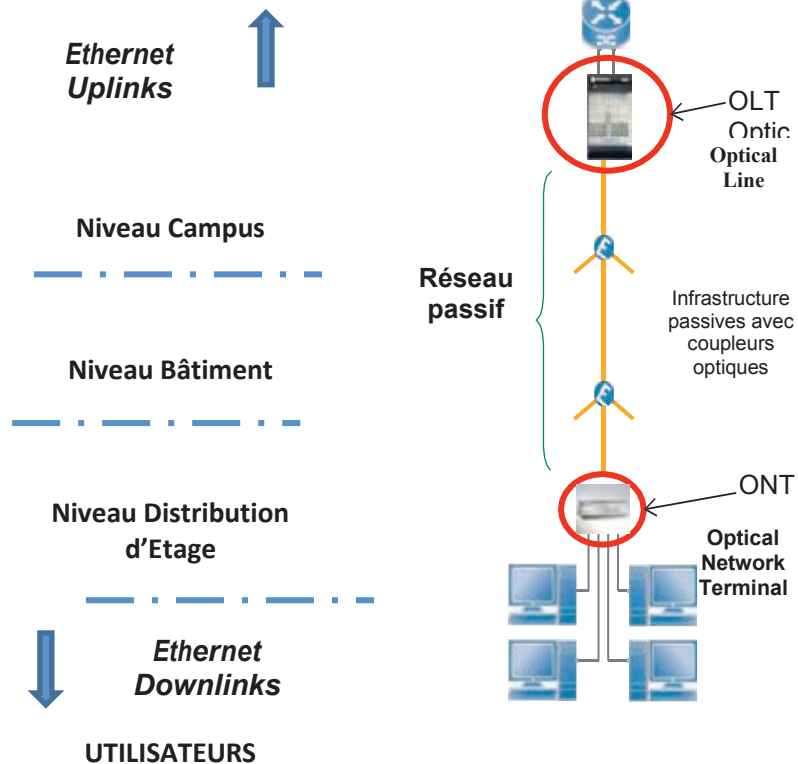 Ethernet
Uplinks
OLT
Optic
Optical
Line
Niveau Campus
Réseau
passif
Infrastructure
passives avec
coupleurs
optiques
Niveau Bâtiment
Niveau Distribution
d'Etage
ONT
Optical
Network
Terminal
Ethernet
Downlinks
UTILISATEURS